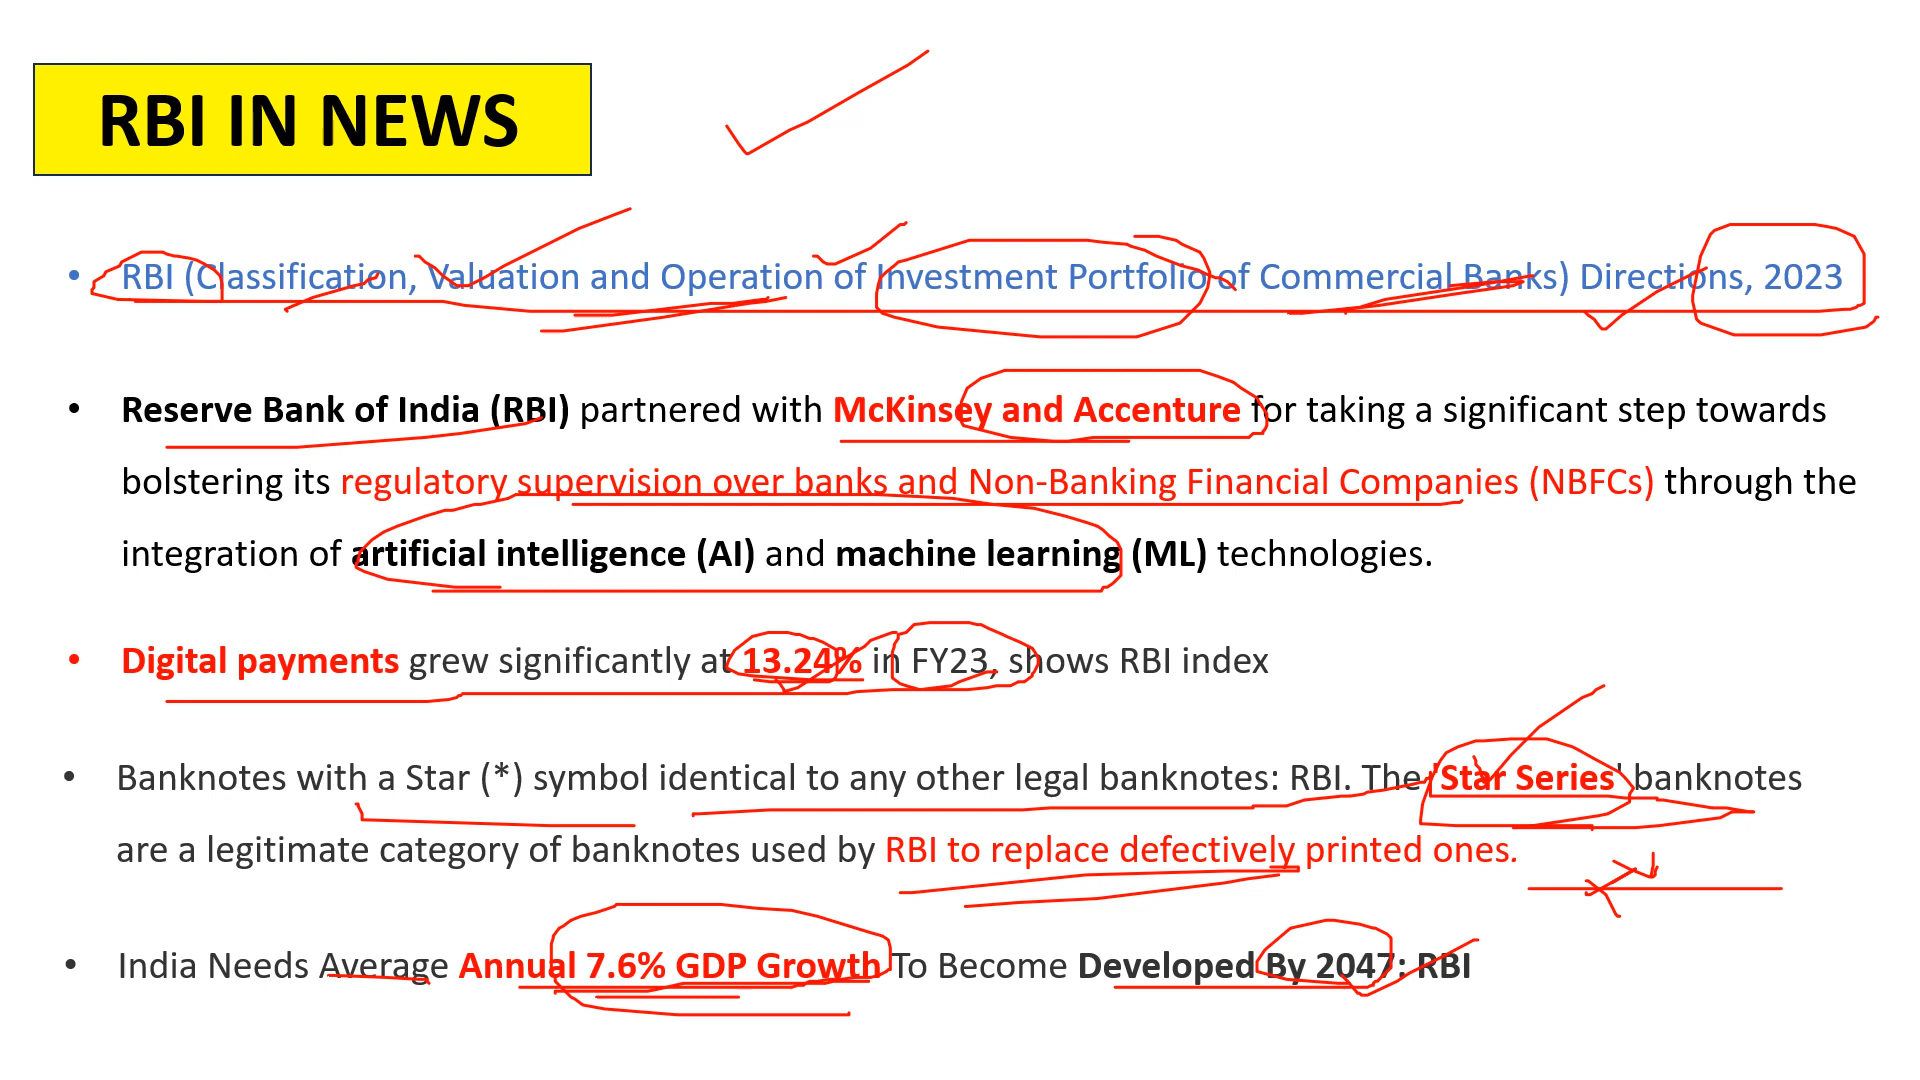 RBI IN NEWS
• RBI (Classification, Valuation and Operation of Investment Portfolio of Commercial Banks) Directions, 2023
• Reserve Bank of India (RBI) partnered with McKinsey and Accenture for taking a significant step towards
bolstering its regulatory supervision over banks and Non-Banking Financial Companies (NBFCs) through the
integration of artificial intelligence (AI) and machine learning (ML) technologies.
• Digital payments grew significantly at 13.24% in FY23, shows RBI index
• Banknotes with a Star (*) symbol identical to any other legal banknotes: RBI. The 'Star Series' banknotes
are a legitimate category of banknotes used by RBI to replace defectively printed ones.
• India Needs Average Annual 7.6% GDP Growth To Become Developed By 2047: RBI